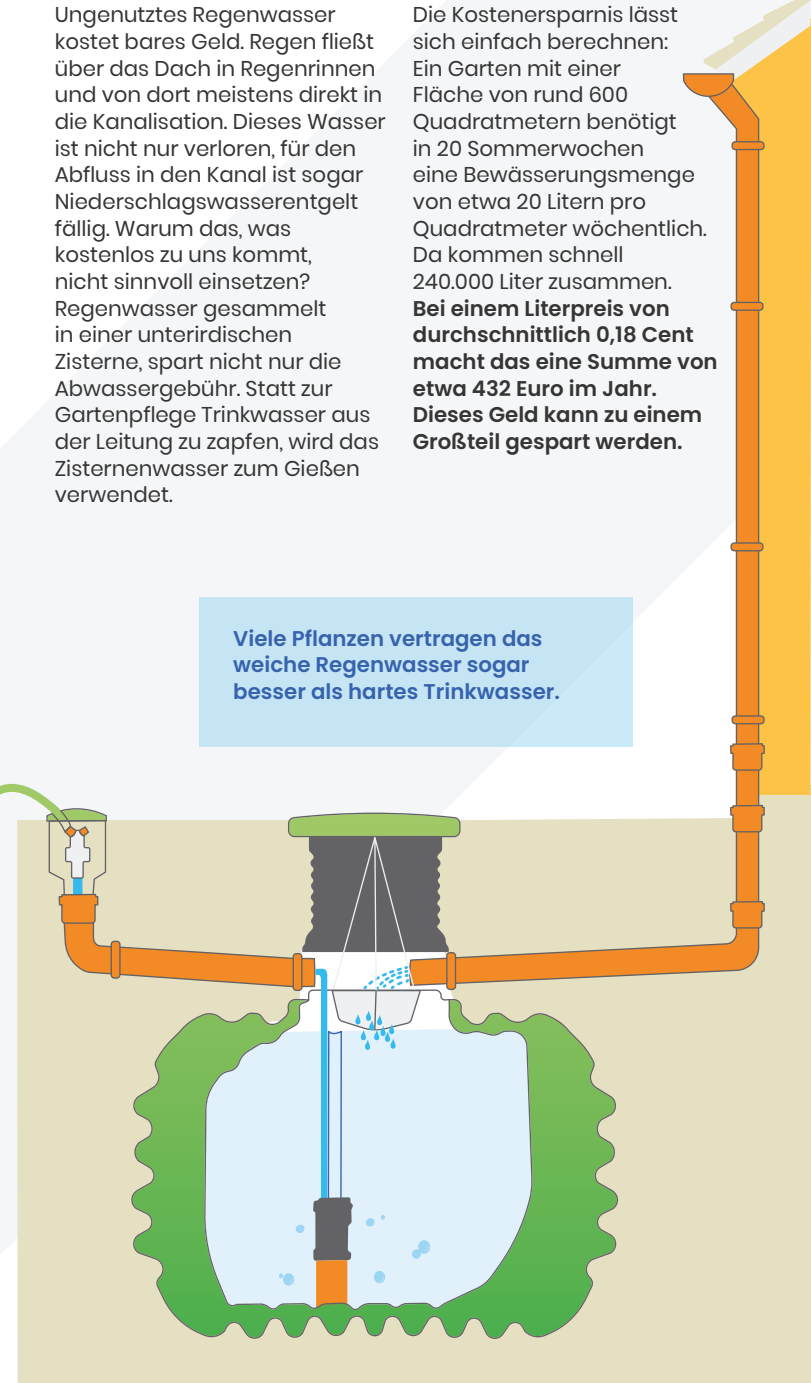 Ungenutztes Regenwasser
kostet bares Geld. Regen fließt
über das Dach in Regenrinnen
und von dort meistens direkt in
die Kanalisation. Dieses Wasser
ist nicht nur verloren, für den
Abfluss in den Kanal ist sogar
Niederschlagswasserentgelt
fällig. Warum das, was
kostenlos zu uns kommt,
nicht sinnvoll einsetzen?
Regenwasser gesammelt
in einer unterirdischen
Zisterne, spart nicht nur die
Abwassergebühr. Statt zur
Gartenpflege Trinkwasser aus
der Leitung zu zapfen, wird das
Zisternenwasser zum Gießen
verwendet.
Die Kostenersparnis lässt
sich einfach berechnen:
Ein Garten mit einer
Fläche von rund 600
Quadratmetern benötigt
in 20 Sommerwochen
eine Bewässerungsmenge
von etwa 20 Litern pro
Quadratmeter wöchentlich.
Da kommen schnell
240.000 Liter zusammen.
Bei einem Literpreis von
durchschnittlich 0,18 Cent
macht das eine Summe von
etwa 432 Euro im Jahr.
Dieses Geld kann zu einem
Großteil gespart werden.
Viele Pflanzen vertragen das
weiche Regenwasser sogar
besser als hartes Trinkwasser.